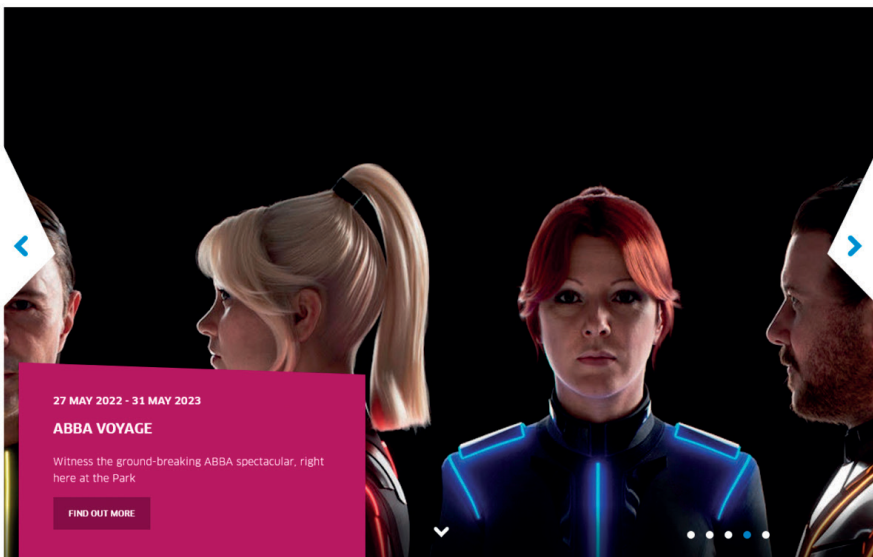 27 MAY 2022 - 31 MAY 2023
ABBA VOYAGE
Witness the ground-breaking ABBA spectacular, right
here at the Park
FIND OUT MORE